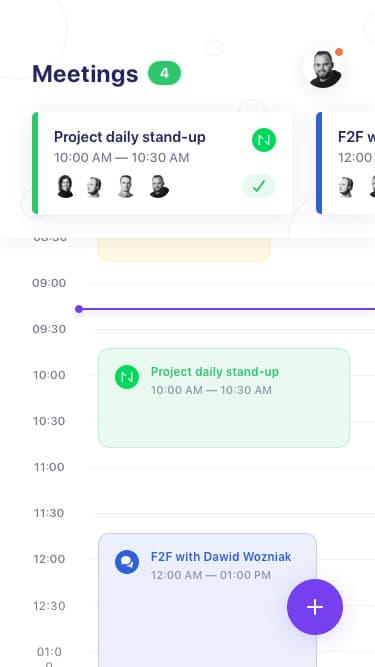 Meetings 4
Project daily stand-up
10:00 AM — 10:30 AM
F2F w
12:00
08:30
09:00
09:30
10:00
Project daily stand-up
10:00 AM — 10:30 AM
10:30
11:00
11:30
12:00
F2F with Dawid Wozniak
12:00 AM — 01:00 PM
12:30
01:0
0